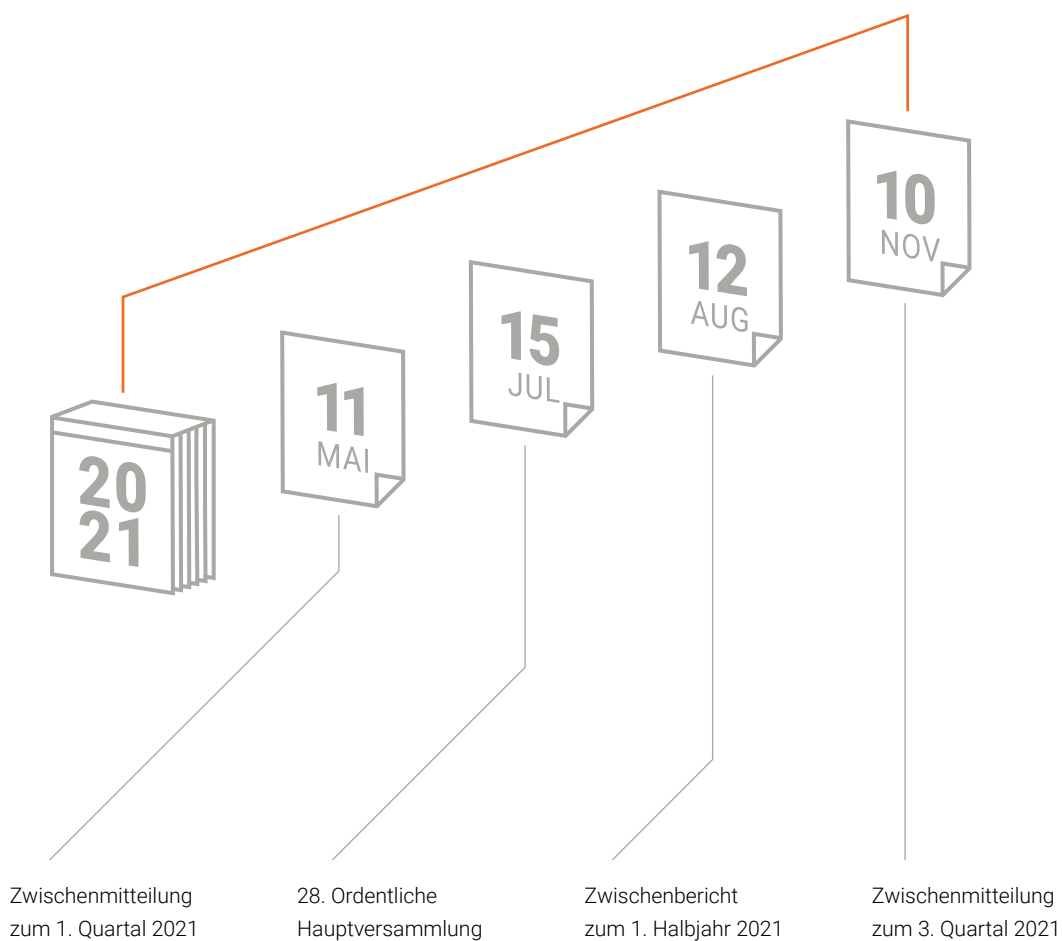 20
21
11
MAI
15
JUL
12
AUG
10
NOV
Zwischenmitteilung
zum 1. Quartal 2021
28. Ordentliche
Hauptversammlung
Zwischenbericht
zum 1. Halbjahr 2021
Zwischenmitteilung
zum 3. Quartal 2021